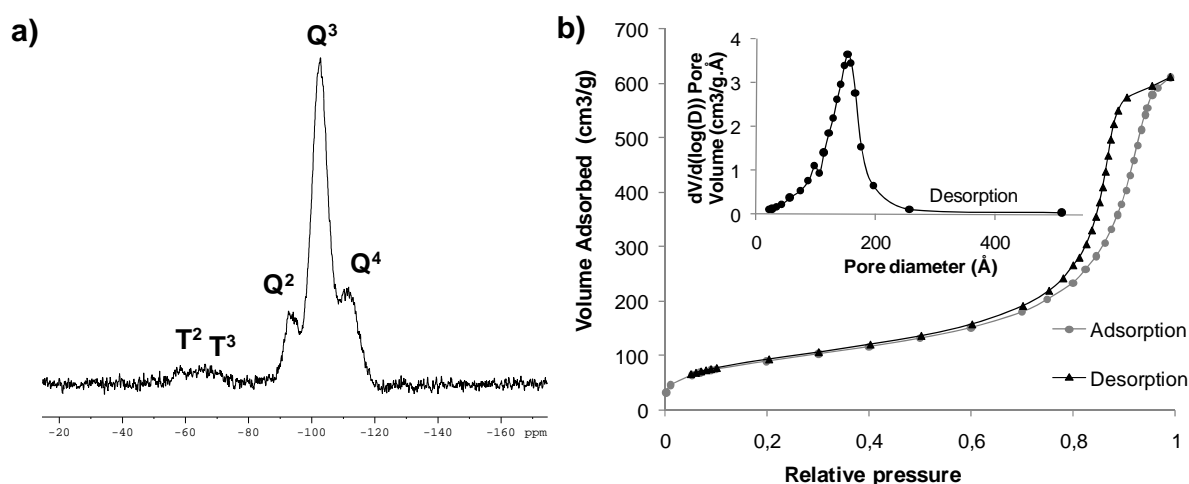 a)
Q³
Q²
Q⁴
T²
T³
-20 -40 -60 -80 -100 -120 -140 -160 ppm
b)
Volume Adsorbed (cm3/g)
700
600
500
400
300
200
100
0
0 0,2 0,4 0,6 0,8 1
Relative pressure
Adsorption
Desorption
dV/d(log(D)) Pore
Volume (cm3/g.Å)
4
3
2
1
0
0 200 400
Pore diameter (Å)
Desorption